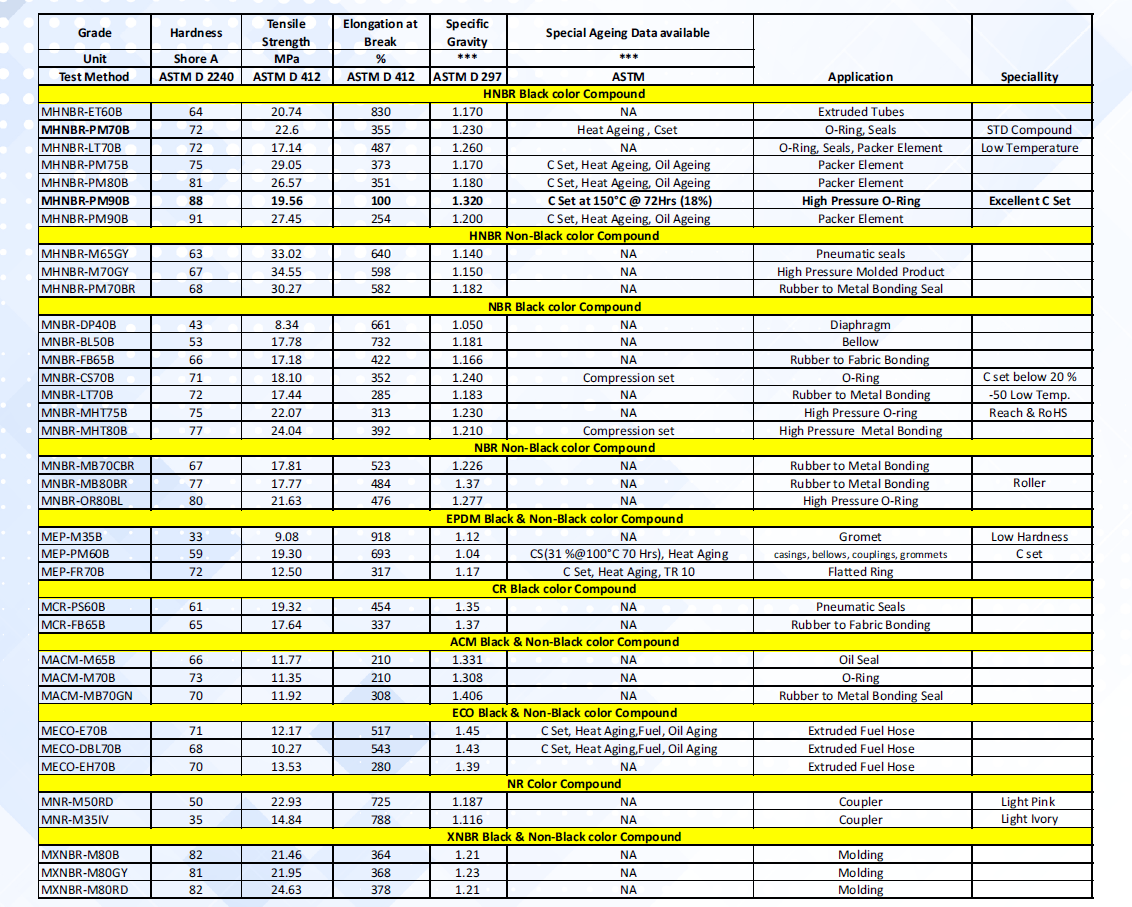 Grade Hardness Tensile Strength Elongation at Break Specific Gravity Special Ageing Data available Application Speciallity
Unit Shore A MPa % *** ***
Test Method ASTM D 2240 ASTM D 412 ASTM D 412 ASTM D 297 ASTM
HNBR Black color Compound
MHNBR-ET60B 64 20.74 830 1.170 NA Extruded Tubes
MHNBR-PM70B 72 22.6 355 1.230 Heat Ageing , Cset O-Ring, Seals STD Compound
MHNBR-LT70B 72 17.14 487 1.260 NA O-Ring, Seals, Packer Element Low Temperature
MHNBR-PM75B 75 29.05 373 1.170 C Set, Heat Ageing, Oil Ageing Packer Element
MHNBR-PM80B 81 26.57 351 1.180 C Set, Heat Ageing, Oil Ageing Packer Element
MHNBR-PM90B 88 19.56 100 1.320 C Set at 150°C @ 72Hrs (18%) High Pressure O-Ring Excellent C Set
MHNBR-PM90B 91 27.45 254 1.200 C Set, Heat Ageing, Oil Ageing Packer Element
HNBR Non-Black color Compound
MHNBR-M65GY 63 33.02 640 1.140 NA Pneumatic seals
MHNBR-M70GY 67 34.55 598 1.150 NA High Pressure Molded Product
MHNBR-PM70BR 68 30.27 582 1.182 NA Rubber to Metal Bonding Seal
NBR Black color Compound
MNBR-DP40B 43 8.34 661 1.050 NA Diaphragm
MNBR-BL50B 53 17.78 732 1.181 NA Bellow
MNBR-FB65B 66 17.18 422 1.166 NA Rubber to Fabric Bonding
MNBR-CS70B 71 18.10 352 1.240 Compression set O-Ring C set below 20 %
MNBR-LT70B 72 17.44 285 1.183 NA Rubber to Metal Bonding -50 Low Temp.
MNBR-MHT75B 75 22.07 313 1.230 NA High Pressure O-ring Reach & RoHS
MNBR-MHT80B 77 24.04 392 1.210 Compression set High Pressure Metal Bonding
NBR Non-Black color Compound
MNBR-MB70CBR 67 17.81 523 1.226 NA Rubber to Metal Bonding
MNBR-MB80BR 77 17.77 484 1.37 NA Rubber to Metal Bonding Roller
MNBR-OR80BL 80 21.63 476 1.277 NA High Pressure O-Ring
EPDM Black & Non-Black color Compound
MEP-M35B 33 9.08 918 1.12 NA Gromet Low Hardness
MEP-PM60B 59 19.30 693 1.04 CS(31 %@100°C 70 Hrs), Heat Aging casings, bellows, couplings, grommets C set
MEP-FR70B 72 12.50 317 1.17 C Set, Heat Aging, TR 10 Flatted Ring
CR Black color Compound
MCR-PS60B 61 19.32 454 1.35 NA Pneumatic Seals
MCR-FB65B 65 17.64 337 1.37 NA Rubber to Fabric Bonding
ACM Black & Non-Black color Compound
MACM-M65B 66 11.77 210 1.331 NA Oil Seal
MACM-M70B 73 11.35 210 1.308 NA O-Ring
MACM-MB70GN 70 11.92 308 1.406 NA Rubber to Metal Bonding Seal
ECO Black & Non-Black color Compound
MECO-E70B 71 12.17 517 1.45 C Set, Heat Aging,Fuel, Oil Aging Extruded Fuel Hose
MECO-DBL70B 68 10.27 543 1.43 C Set, Heat Aging,Fuel, Oil Aging Extruded Fuel Hose
MECO-EH70B 70 13.53 280 1.39 NA Extruded Fuel Hose
NR Color Compound
MNR-M50RD 50 22.93 725 1.187 NA Coupler Light Pink
MNR-M35IV 35 14.84 788 1.116 NA Coupler Light Ivory
XNBR Black & Non-Black color Compound
MXNBR-M80B 82 21.46 364 1.21 NA Molding
MXNBR-M80GY 81 21.95 368 1.23 NA Molding
MXNBR-M80RD 82 24.63 378 1.21 NA Molding